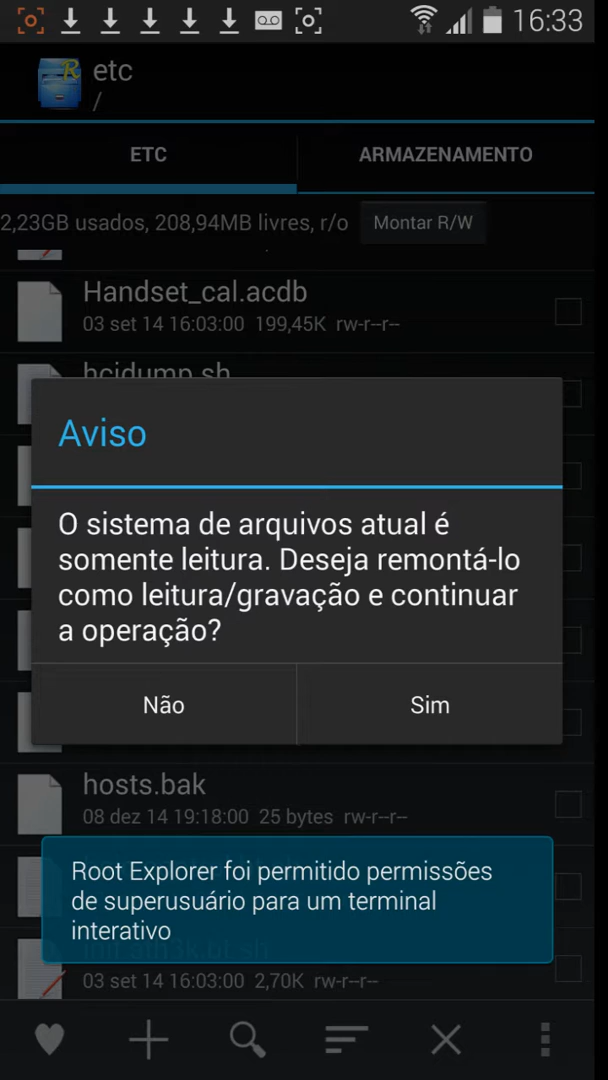 16:33
etc
/
ETC
ARMAZENAMENTO
2,23GB usados, 208,94MB livres, r/o
Montar R/W
Handset_cal.acdb
03 set 14 16:03:00 199,45K rw-r--r--
hcidump.sh
Aviso
O sistema de arquivos atual é
somente leitura. Deseja remontá-lo
como leitura/gravação e continuar
a operação?
Não
Sim
hosts.bak
08 dez 14 19:18:00 25 bytes rw-r--r--
Root Explorer foi permitido permissões
de superusuário para um terminal
interativo
03 set 14 16:03:00 2,70K rw-r--r--